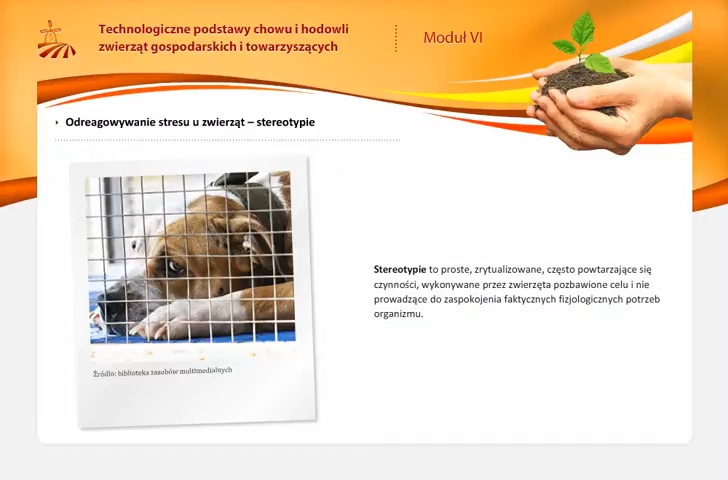 Technologiczne podstawy chowu i hodowli
zwierząt gospodarskich i towarzyszących
Moduł VI
Odreagowywanie stresu u zwierząt – stereotypie
Stereotypie to proste, zrytualizowane, często powtarzające się
czynności, wykonywane przez zwierzęta pozbawione celu i nie
prowadzące do zaspokojenia faktycznych fizjologicznych potrzeb
organizmu.
Źródło: biblioteka zasobów multimedialnych